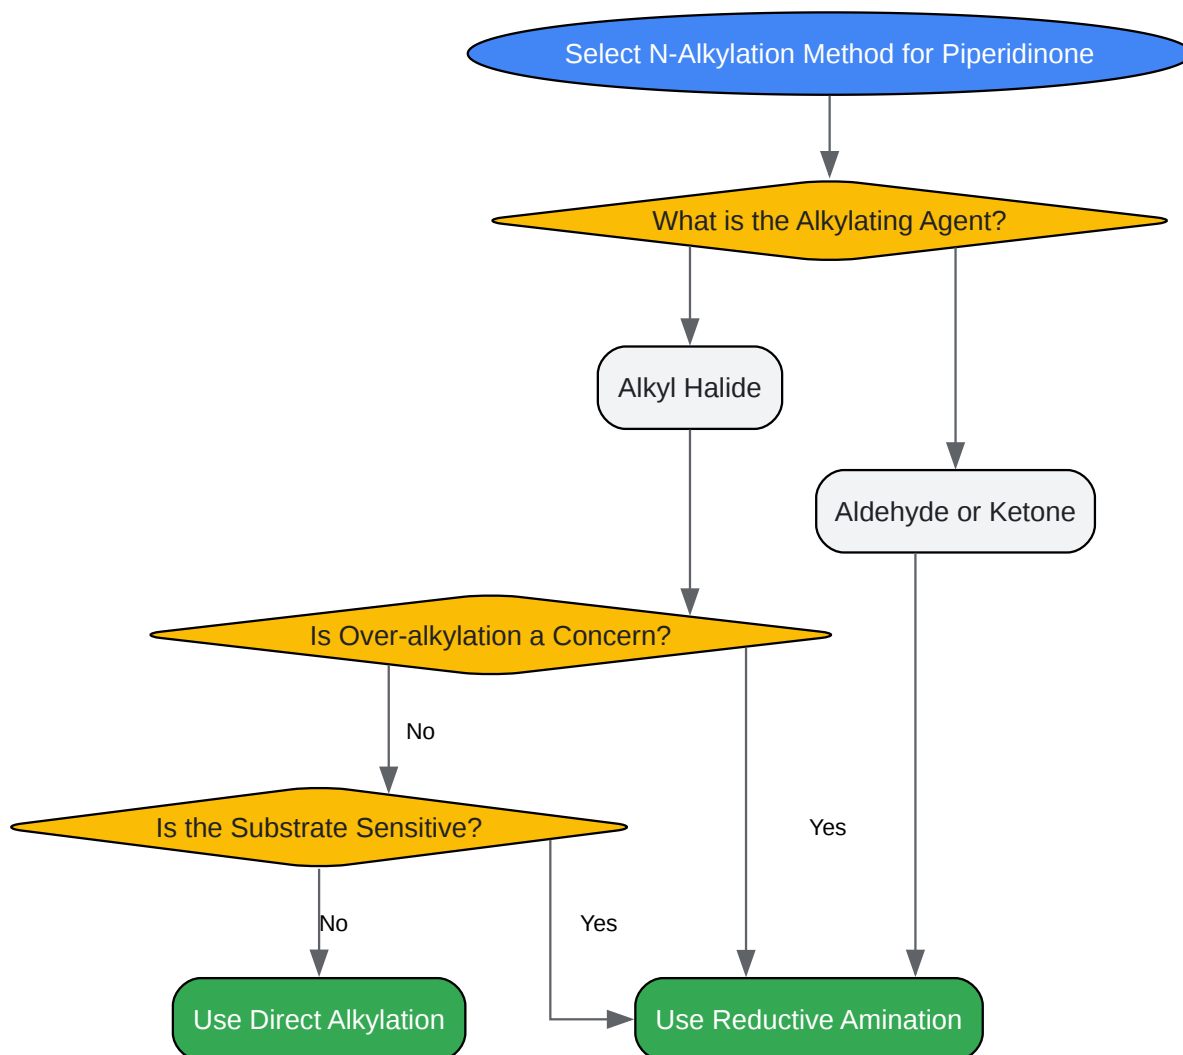 Select N-Alkylation Method for Piperidinone
What is the Alkylating Agent?
Alkyl Halide
Aldehyde or Ketone
Is Over-alkylation a Concern?
No
Is the Substrate Sensitive?
Yes
No
Yes
Use Direct Alkylation
Use Reductive Amination